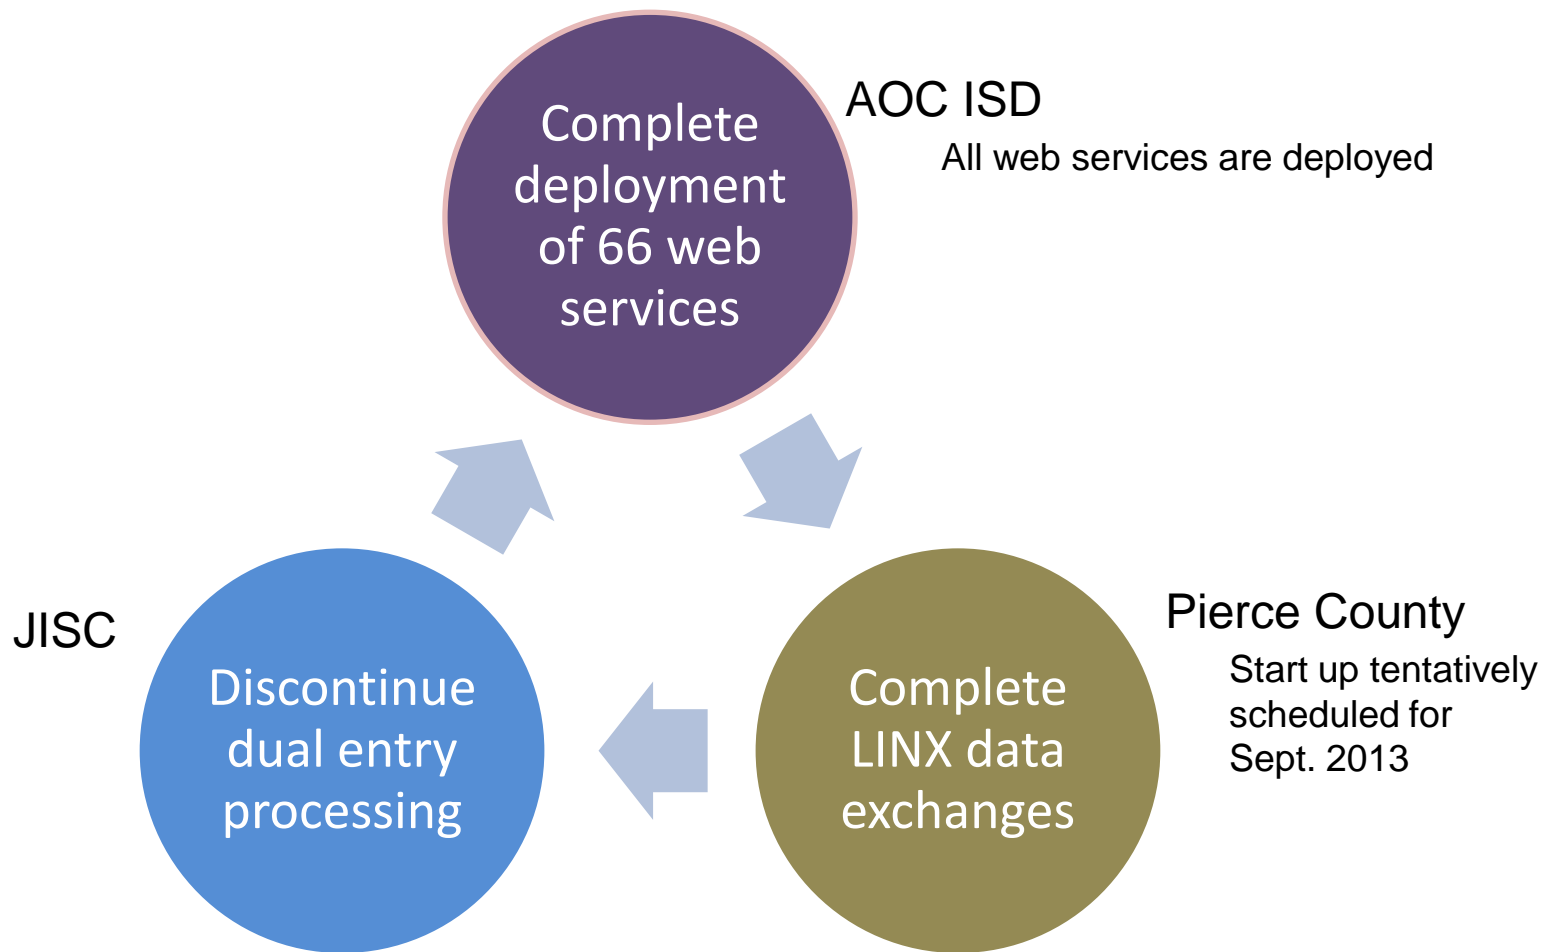 Complete
deployment
of 66 web
services
AOC ISD
All web services are deployed
Pierce County
Start up tentatively
scheduled for
Sept. 2013
Complete
LINX data
exchanges
JISC
Discontinue
dual entry
processing